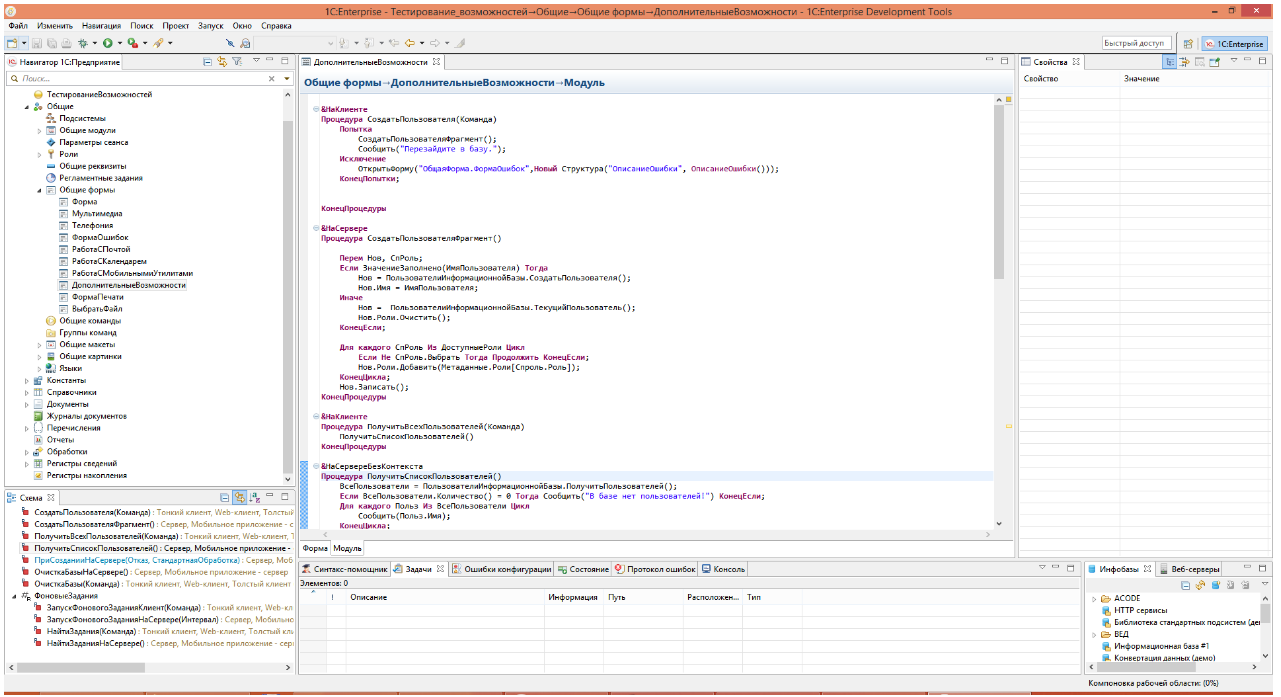 1C:Enterprise - Тестирование_возможностей→Общие→Общие формы→ДополнительныеВозможности - 1C:Enterprise Development Tools
Файл Изменить Навигация Поиск Проект Запуск Окно Справка
Быстрый доступ 1C:Enterprise
Навигатор 1С:Предприятие
Поиск...
ТестированиеВозможностей
Общие
Подсистемы
Общие модули
Параметры сеанса
Роли
Общие реквизиты
Регламентные задания
Общие формы
Форма
Мультимедиа
Телефония
ФормаОшибок
РаботаСПочтой
РаботаСКалендарем
РаботаСМобильнымиУтилитами
ДополнительныеВозможности
ФормаПечати
ВыбратьФайл
Общие команды
Группы команд
Общие макеты
Общие картинки
Языки
Константы
Справочники
Документы
Журналы документов
Перечисления
Отчеты
Обработки
Регистры сведений
Регистры накопления
Схема
СоздатьПользователя(Команда) : Тонкий клиент, Web-клиент, Толстый
СоздатьПользователяФрагмент() : Сервер, Мобильное приложение - с
ПолучитьВсехПользователей(Команда) : Тонкий клиент, Web-клиент, Т
ПолучитьСписокПользователей() : Сервер, Мобильное приложение -
ПриСозданииНаСервере(Отказ, СтандартнаяОбработка) : Сервер, Моб
ОчисткаБазыНаСервере() : Сервер, Мобильное приложение - сервер
ОчисткаБазы(Команда) : Тонкий клиент, Web-клиент, Толстый клиент
ФоновыеЗадания
ЗапускФоновогоЗаданияКлиент(Команда) : Тонкий клиент, Web-кл
ЗапускФоновогоЗаданияНаСервере(Интервал) : Сервер, Мобильно
НайтиЗадания(Команда) : Тонкий клиент, Web-клиент, Толстый кл
НайтиЗаданияНаСервере() : Сервер, Мобильное приложение - сер
ДополнительныеВозможности
Общие формы→ДополнительныеВозможности→Модуль
&НаКлиенте
Процедура СоздатьПользователя(Команда)
Попытка
СоздатьПользователяФрагмент();
Сообщить("Перезайдите в базу.");
Исключение
ОткрытьФорму("ОбщаяФорма.ФормаОшибок",Новый Структура("ОписаниеОшибки", ОписаниеОшибки()));
КонецПопытки;
КонецПроцедуры
&НаСервере
Процедура СоздатьПользователяФрагмент()
Перем Нов, СпРоль;
Если ЗначениеЗаполнено(ИмяПользователя) Тогда
Нов = ПользователиИнформационнойБазы.СоздатьПользователя();
Нов.Имя = ИмяПользователя;
Иначе
Нов = ПользователиИнформационнойБазы.ТекущийПользователь();
Нов.Роли.Очистить();
КонецЕсли;
Для каждого СпРоль Из ДоступныеРоли Цикл
Если Не СпРоль.Выбрать Тогда Продолжить КонецЕсли;
Нов.Роли.Добавить(Метаданные.Роли[Спроль.Роль]);
КонецЦикла;
Нов.Записать();
КонецПроцедуры
&НаКлиенте
Процедура ПолучитьВсехПользователей(Команда)
ПолучитьСписокПользователей()
КонецПроцедуры
&НаСервереБезКонтекста
Процедура ПолучитьСписокПользователей()
ВсеПользователи = ПользователиИнформационнойБазы.ПолучитьПользователей();
Если ВсеПользователи.Количество() = 0 Тогда Сообщить("В базе нет пользователей!") КонецЕсли;
Для каждого Польз Из ВсеПользователи Цикл
Сообщить(Польз.Имя);
КонецЦикла;
Форма Модуль
Свойства
Свойство Значение
Синтакс-помощник Задачи Ошибки конфигурации Состояние Протокол ошибок Консоль
Элементов: 0
! Описание Информация Путь Расположен... Тип
Инфобазы Веб-серверы
ACODE
HTTP сервисы
Библиотека стандартных подсистем (де
ВЕД
Информационная база #1
Конвертация данных (демо)
Компоновка рабочей области: (0%)